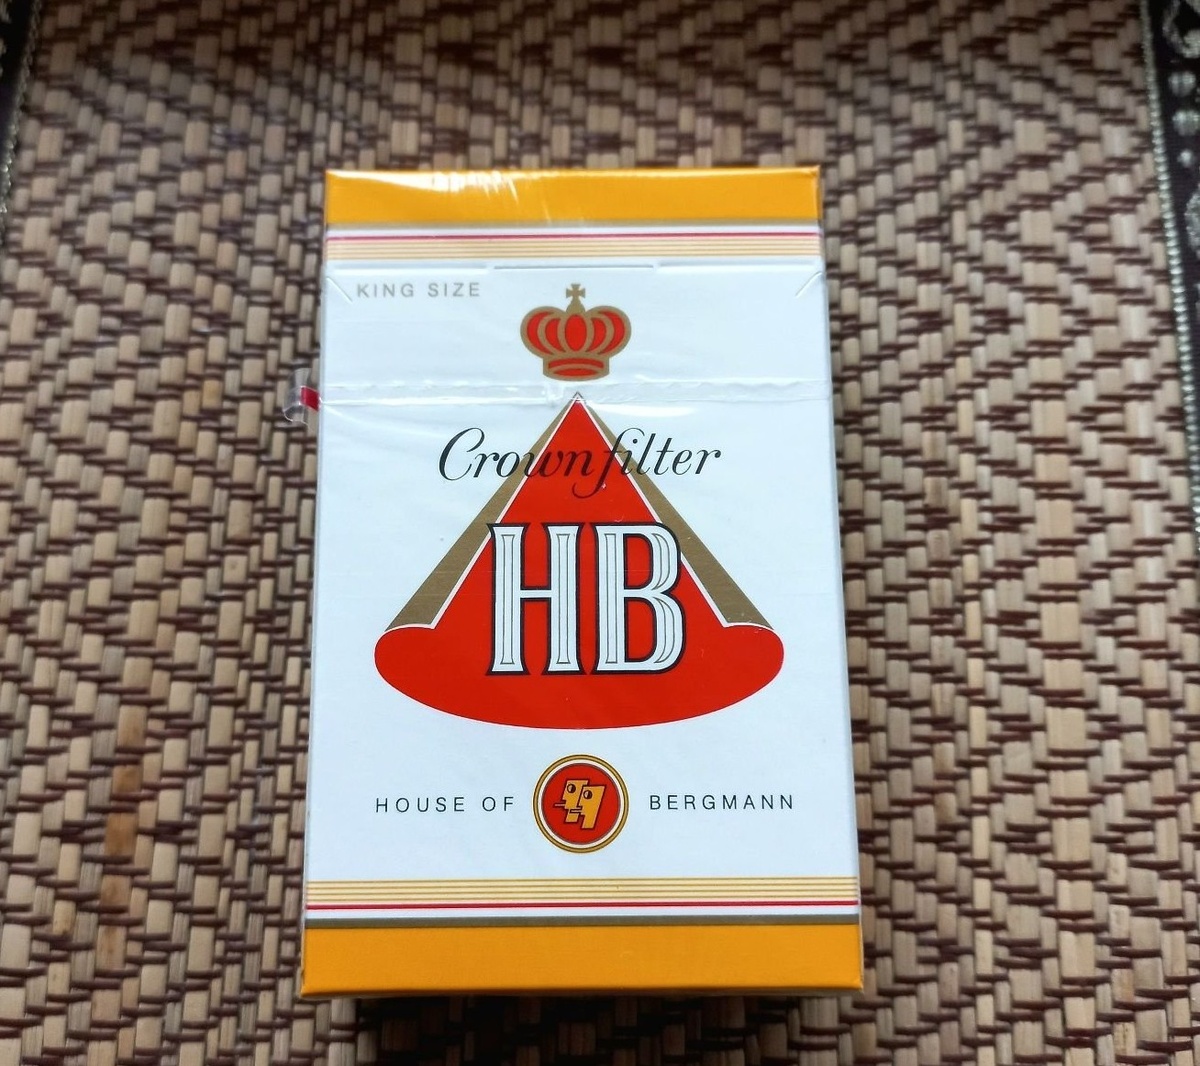 KING SIZE
Crown filter
HB
HOUSE OF BERGMANN